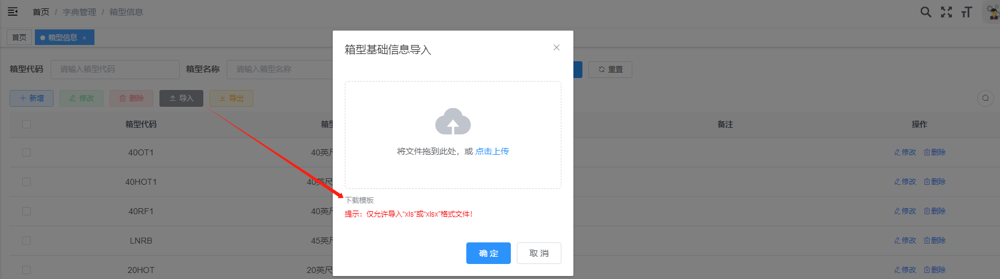 首页 / 字典管理 / 箱型信息
首页 箱型信息 ×
箱型代码 请输入箱型代码 箱型名称 请输入箱型名称 重置
新增 修改 删除 导入 导出
箱型代码 箱型 备注 操作
40OT1 40英尺 修改 删除
40HOT1 40英尺 修改 删除
40RF1 40英尺 修改 删除
LNRB 45英尺 修改 删除
20HOT 20英尺 修改 删除
箱型基础信息导入
将文件拖到此处，或 点击上传
下载模板
提示：仅允许导入“xls”或“xlsx”格式文件！
确 定 取 消